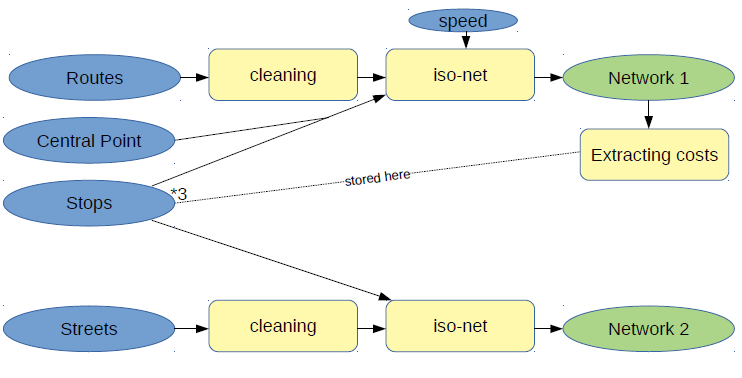 speed
Routes
cleaning
iso-net
Network 1
Central Point
Extracting costs
stored here
*3
Stops
Streets
cleaning
iso-net
Network 2